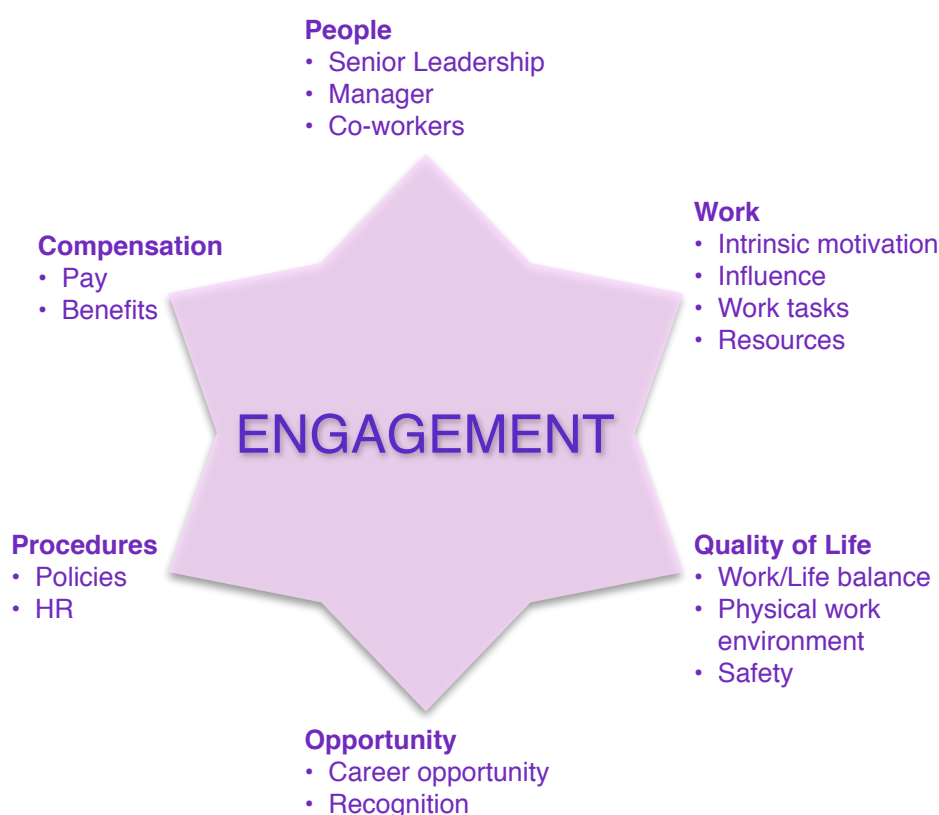 People
• Senior Leadership
• Manager
• Co-workers
Work
• Intrinsic motivation
• Influence
• Work tasks
• Resources
Compensation
• Pay
• Benefits
ENGAGEMENT
Procedures
• Policies
• HR
Quality of Life
• Work/Life balance
• Physical work
environment
• Safety
Opportunity
• Career opportunity
• Recognition